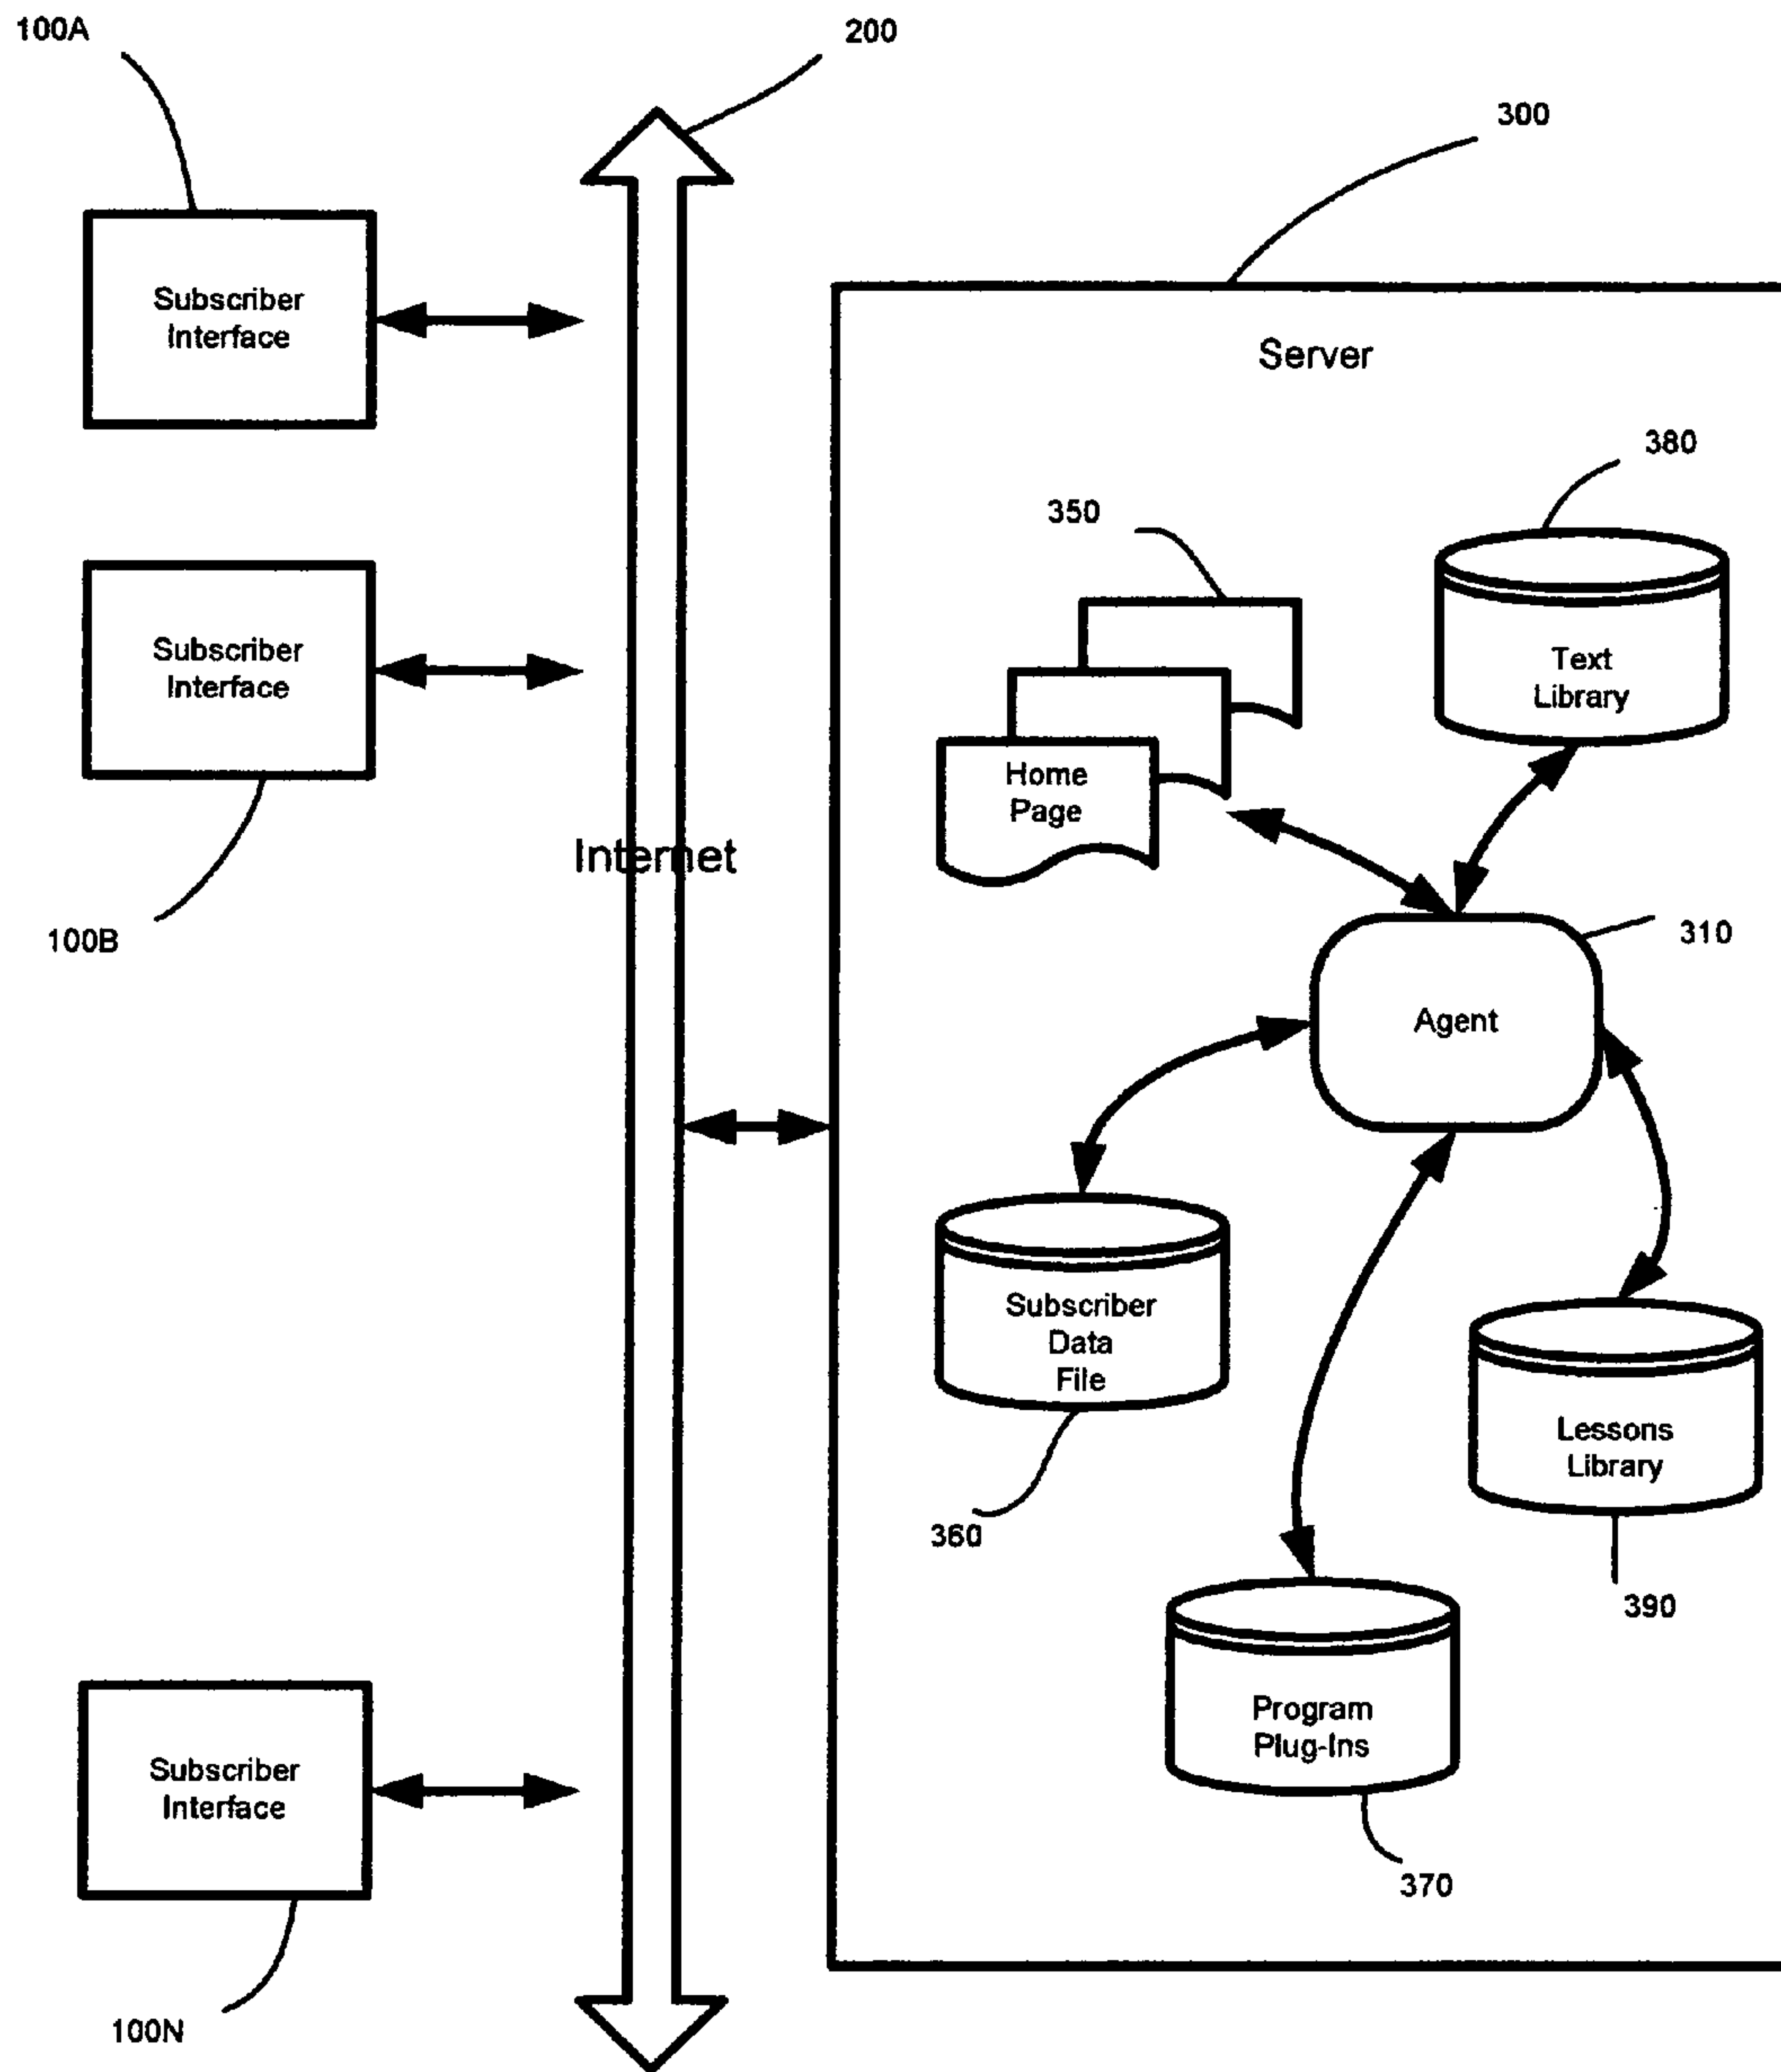 100A
200
300
Subscriber
Interface
Server
380
350
Text
Library
Subscriber
Interface
Home
Page
Internet
100B
310
Agent
Subscriber
Data
File
Lessons
Library
360
390
Program
Plug-Ins
Subscriber
Interface
370
100N